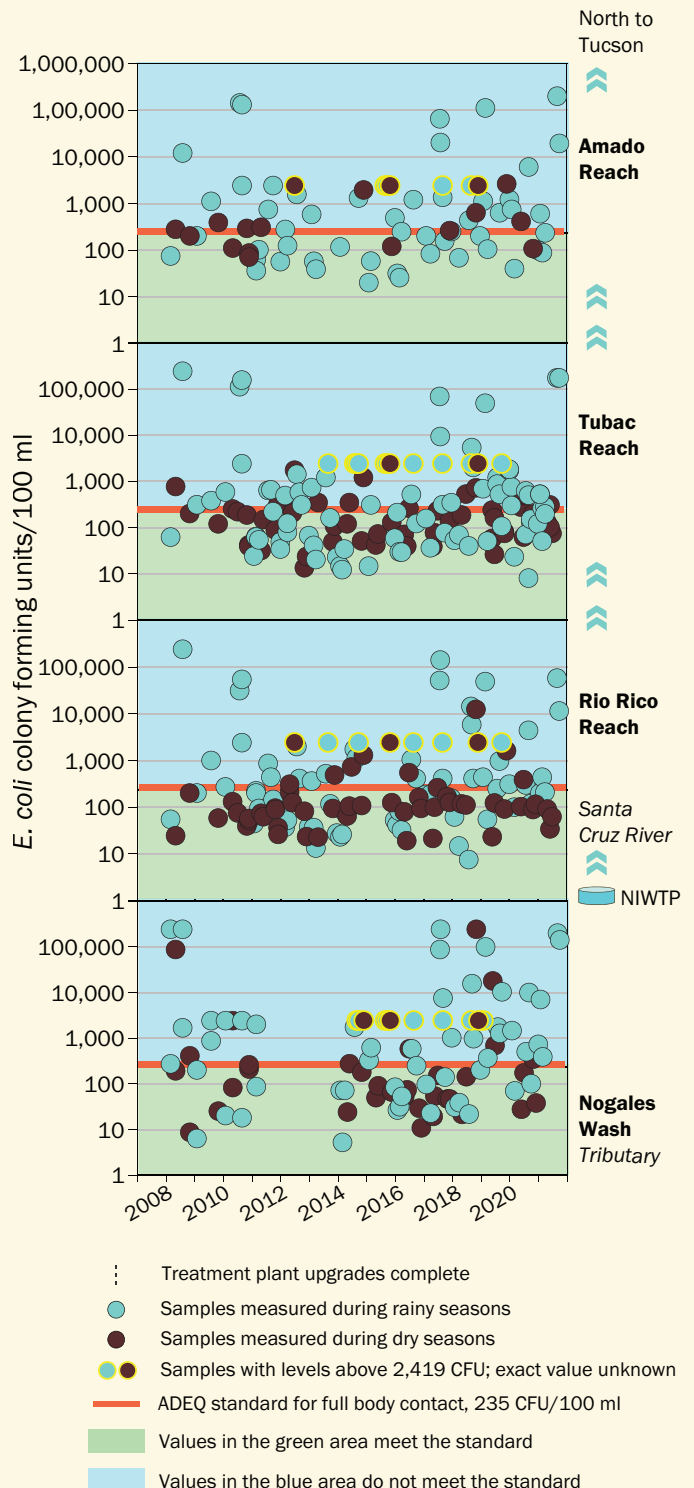 North to
Tucson
1,000,000
1,00,000
10,000
1,000
100
10
1
Amado
Reach
100,000
10,000
1,000
100
10
1
Tubac
Reach
E. coli colony forming units/100 ml
100,000
10,000
1,000
100
10
1
Rio Rico
Reach
Santa
Cruz River
NIWTP
100,000
10,000
1,000
100
10
1
Nogales
Wash
Tributary
2008
2010
2012
2014
2016
2018
2020
Treatment plant upgrades complete
Samples measured during rainy seasons
Samples measured during dry seasons
Samples with levels above 2,419 CFU; exact value unknown
ADEQ standard for full body contact, 235 CFU/100 ml
Values in the green area meet the standard
Values in the blue area do not meet the standard